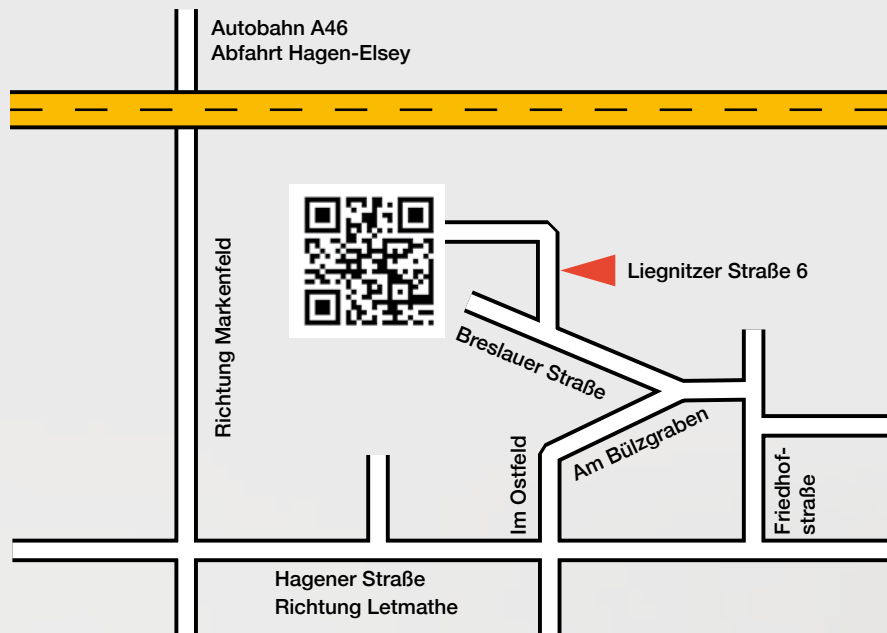 Autobahn A46
Abfahrt Hagen-Elsey
Richtung Markenfeld
Liegnitzer Straße 6
Breslauer Straße
Am Bülzgraben
Im Ostfeld
Friedhof-
straße
Hagener Straße
Richtung Letmathe